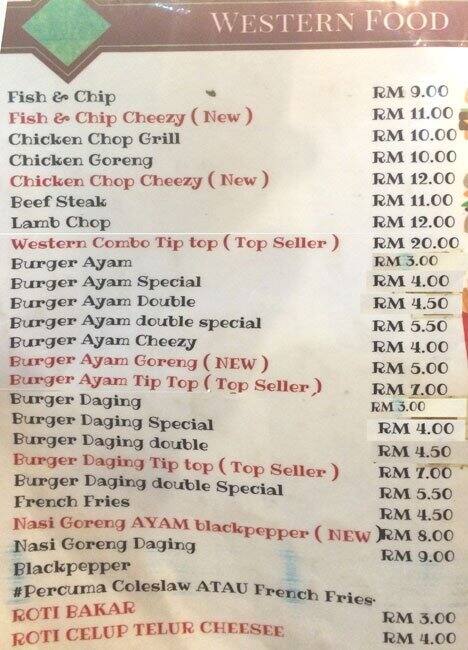 WESTERN FOOD
Fish & Chip RM 9.00
Fish & Chip Cheezy ( New ) RM 11.00
Chicken Chop Grill RM 10.00
Chicken Goreng RM 10.00
Chicken Chop Cheezy ( New ) RM 12.00
Beef Steak RM 11.00
Lamb Chop RM 12.00
Western Combo Tip top ( Top Seller ) RM 20.00
Burger Ayam RM 3.00
Burger Ayam Special RM 4.00
Burger Ayam Double RM 4.50
Burger Ayam double special RM 5.50
Burger Ayam Cheezy RM 4.00
Burger Ayam Goreng ( NEW ) RM 5.00
Burger Ayam Tip Top ( Top Seller ) RM 7.00
Burger Daging RM 3.00
Burger Daging Special RM 4.00
Burger Daging double RM 4.50
Burger Daging Tip top ( Top Seller ) RM 7.00
Burger Daging double Special RM 5.50
French Fries RM 4.50
Nasi Goreng AYAM blackpepper ( NEW ) RM 8.00
Nasi Goreng Daging RM 9.00
Blackpepper
#Percuma Coleslaw ATAU French Fries.
ROTI BAKAR RM 3.00
ROTI CELUP TELUR CHEESEE RM 4.00